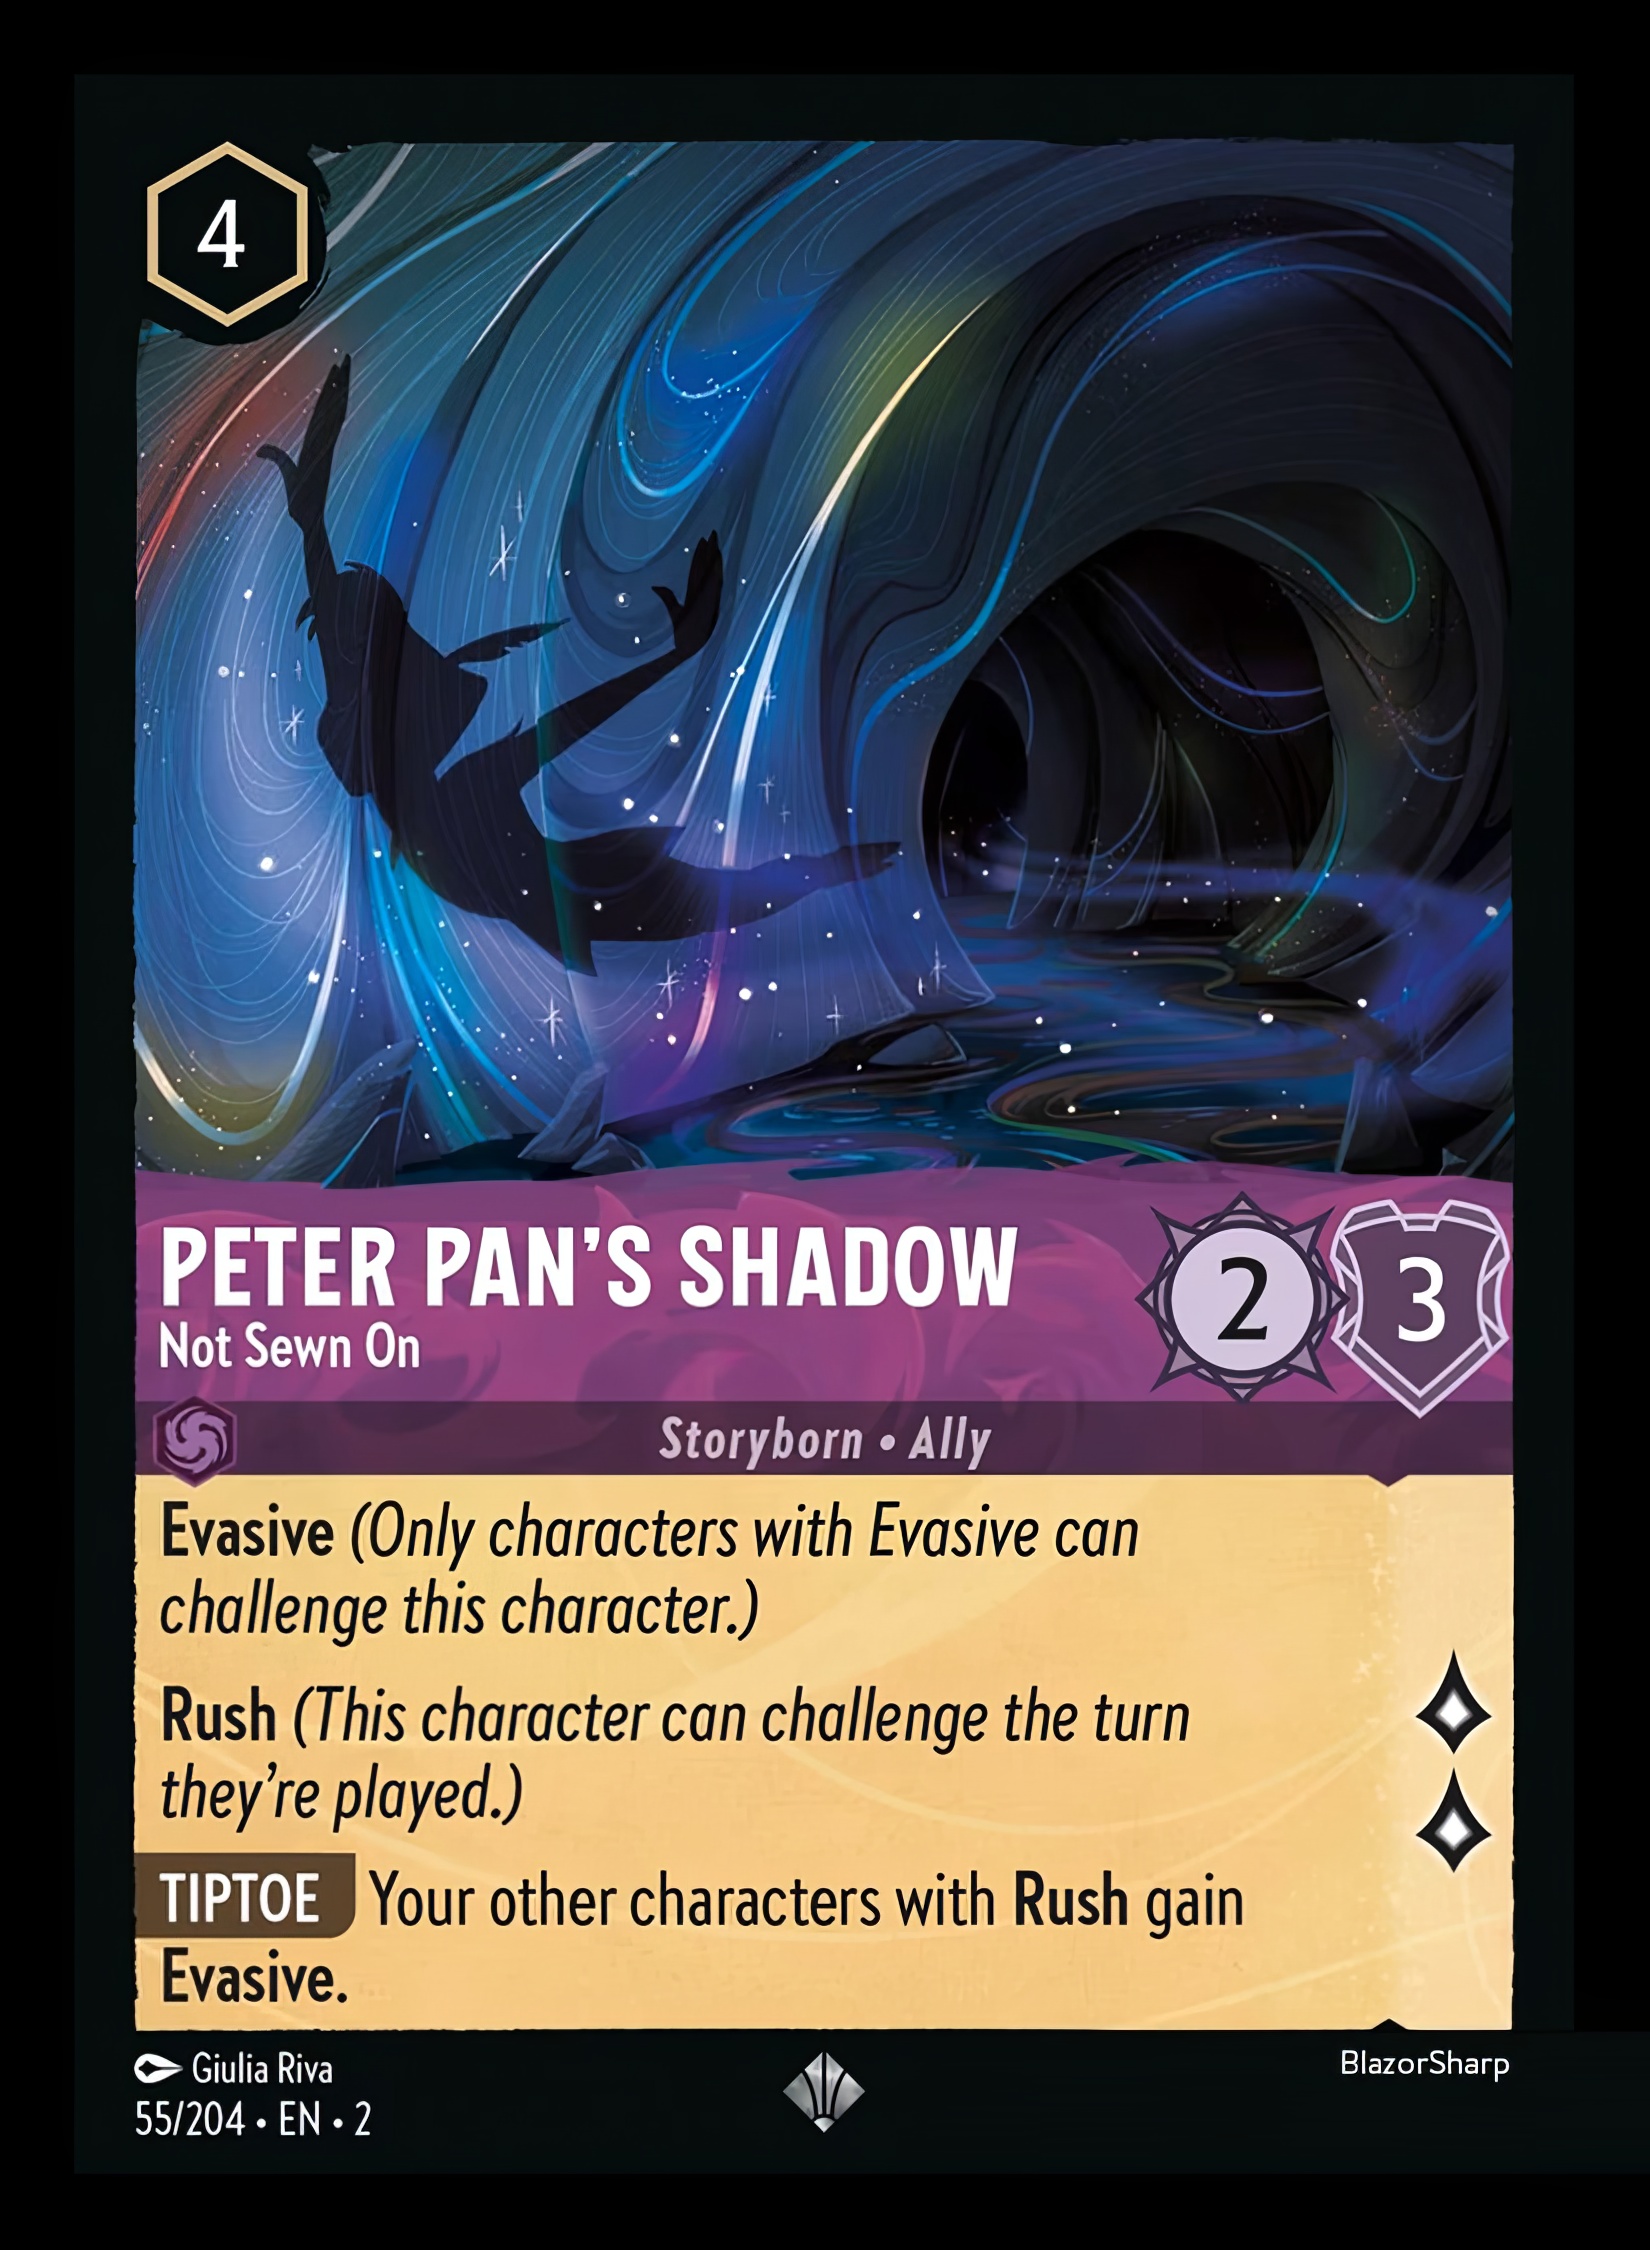 4
PETER PAN'S SHADOW
Not Sewn On
2
3
Storyborn • Ally
Evasive (Only characters with Evasive can
challenge this character.)
Rush (This character can challenge the turn
they're played.)
TIPTOE Your other characters with Rush gain
Evasive.
Giulia Riva
BlazorSharp
55/204 • EN • 2